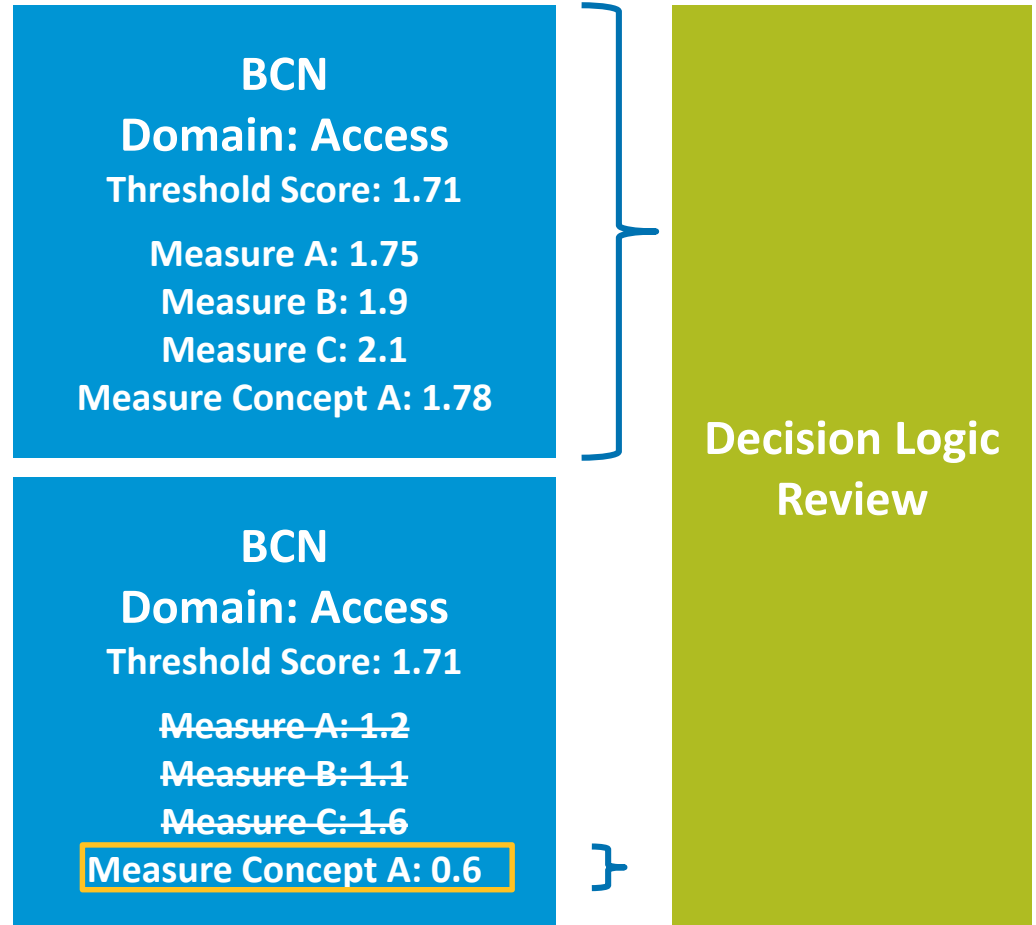 BCN
Domain: Access
Threshold Score: 1.71
Measure A: 1.75
Measure B: 1.9
Measure C: 2.1
Measure Concept A: 1.78
BCN
Domain: Access
Threshold Score: 1.71
Measure A: 1.2
Measure B: 1.1
Measure C: 1.6
Measure Concept A: 0.6
Decision Logic
Review